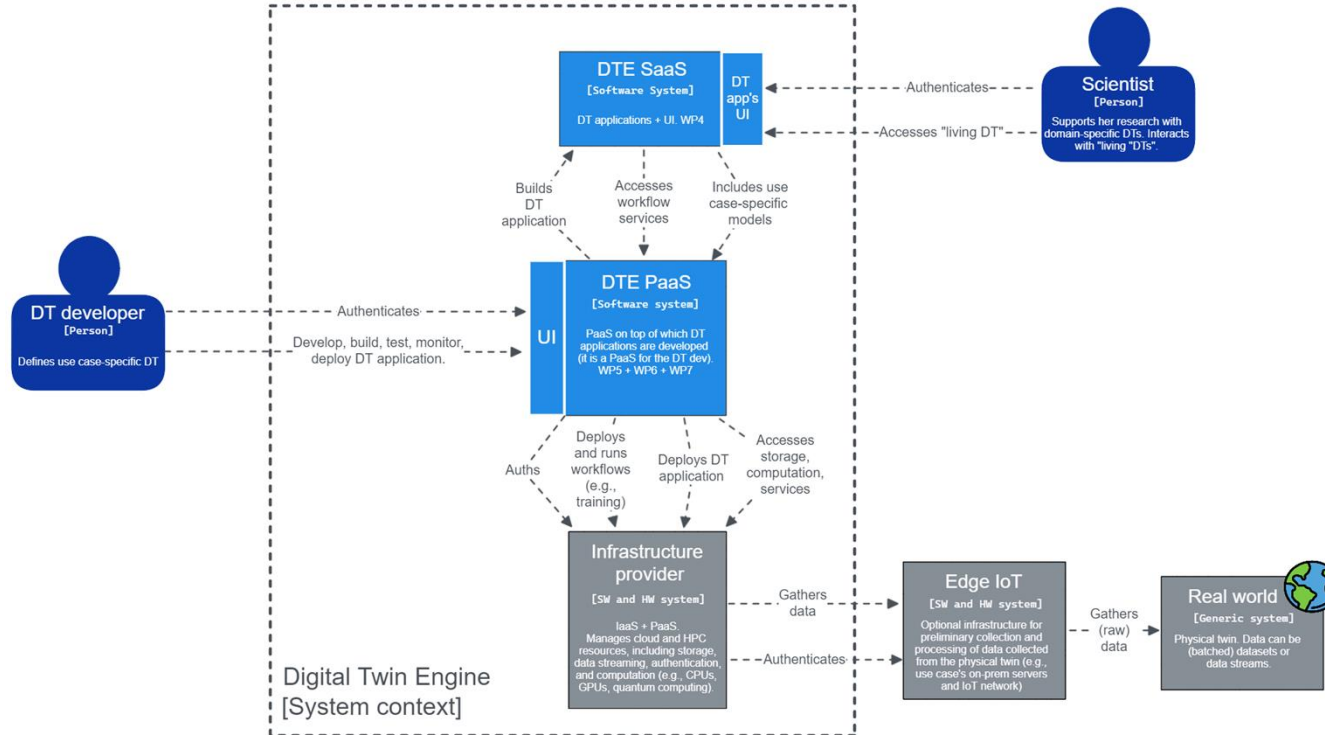 DTE SaaS
[Software System]
DT applications + UI. WP4
DT
app's
UI
Authenticates
Accesses "living DT"
Scientist
[Person]
Supports her research with
domain-specific DTs. Interacts
with "living "DTs".
Builds
DT
application
Accesses
workflow
services
Includes use
case-specific
models
DT developer
[Person]
Defines use case-specific DT
Authenticates
Develop, build, test, monitor,
deploy DT application.
UI
DTE PaaS
[Software system]
PaaS on top of which DT
applications are developed
(it is a PaaS for the DT dev).
WP5 + WP6 + WP7
Auths
Deploys
and runs
workflows
(e.g.,
training)
Deploys DT
application
Accesses
storage,
computation,
services
Infrastructure
provider
[SW and HW system]
IaaS + PaaS.
Manages cloud and HPC
resources, including storage,
data streaming, authentication,
and computation (e.g., CPUs,
GPUs, quantum computing).
Gathers
data
Authenticates
Edge IoT
[SW and HW system]
Optional infrastructure for
preliminary collection and
processing of data collected
from the physical twin (e.g.,
use case's on-prem servers
and IoT network)
Gathers
(raw)
data
Real world
[Generic system]
Physical twin. Data can be
(batched) datasets or
data streams.
Digital Twin Engine
[System context]